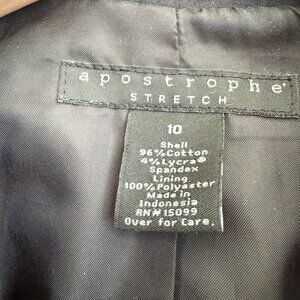 apostrophe®
STRETCH
10
Shell
96%Cotton
4%Lycra®
Spandex
Lining
100%Polyester
Made in
Indonesia
RN#15099
Over for Care.